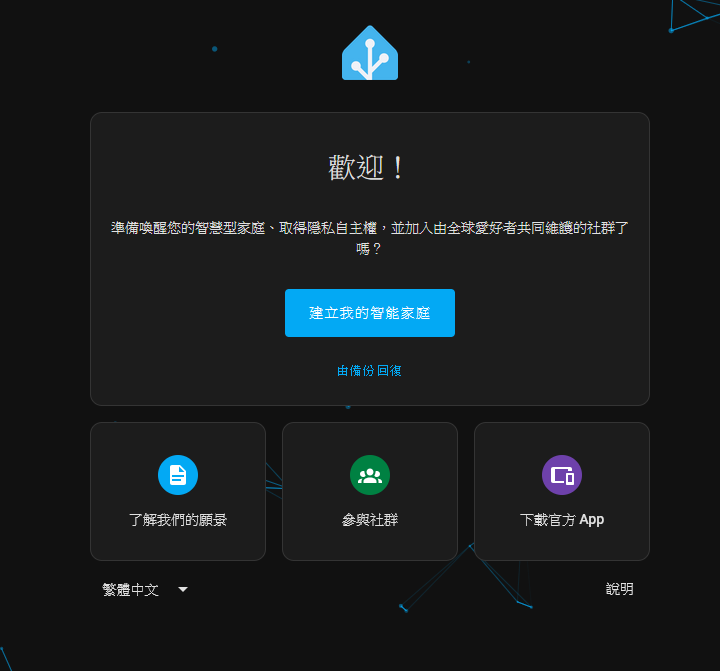 歡迎！
準備喚醒您的智慧型家庭、取得隱私自主權，並加入由全球愛好者共同維護的社群了
嗎？
建立我的智能家庭
由備份回復
了解我們的願景
參與社群
下載官方 App
繁體中文
說明